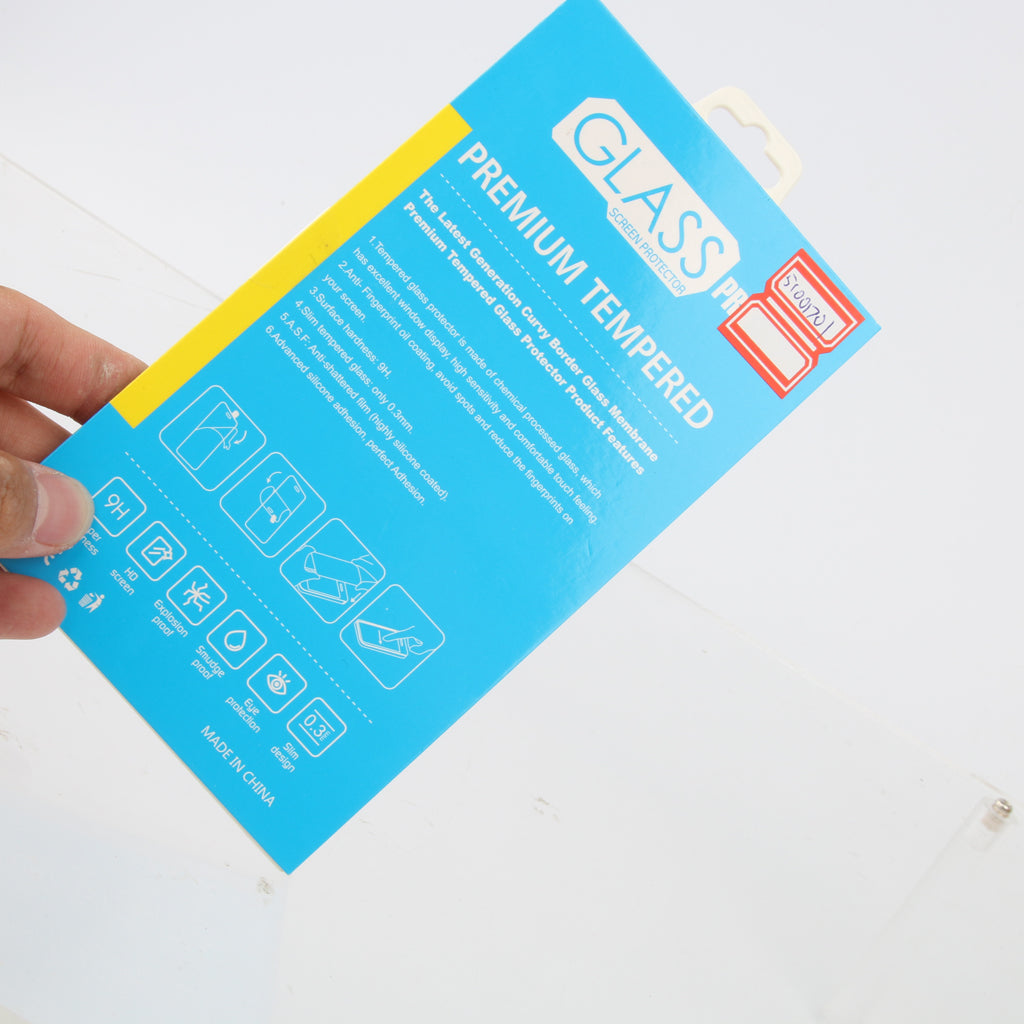 GLASS
SCREEN PROTECTOR
PR
PREMIUM TEMPERED
The Latest Generation Curvy Border Glass Membrane
Premium Tempered Glass Protector Product Features
1.Tempered glass protector is made of chemical processed glass, which
has excellent window display, high sensitivity and comfortable touch feeling.
2.Anti- Fingerprint oil coating, avoid spots and reduce the fingerprints on
your screen
3.Surface hardness: 9H.
4.Slim tempered glass: only 0.3mm.
5.A.S.F. Anti-shattered film (highly silicone coated).
6.Advanced silicone adhesion, perfect Adhesion.
9H
HD
screen
Explosion
proof
Smudge
proof
Eye
protection
0.3
Slim
design
MADE IN CHINA